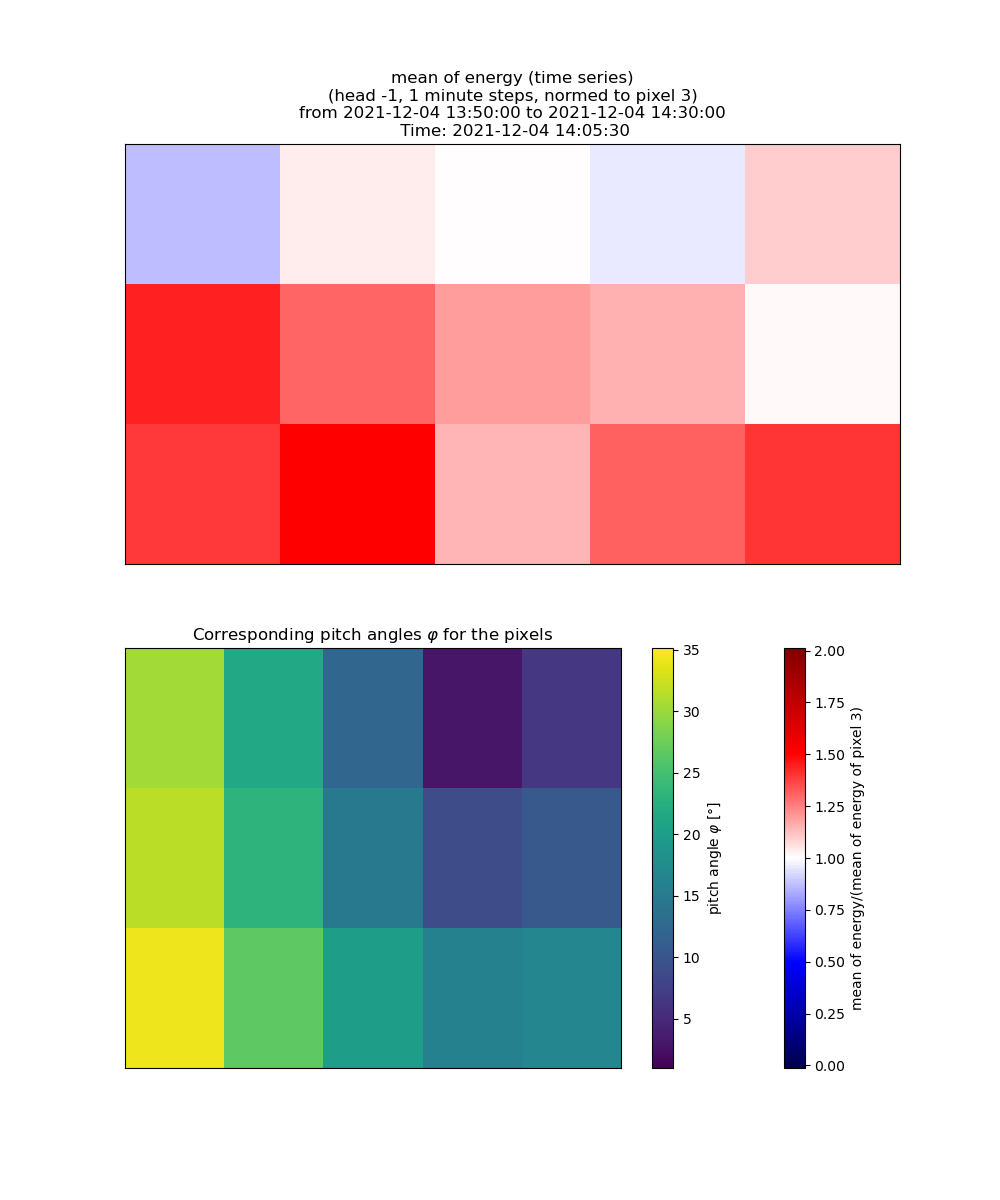 mean of energy (time series)
(head -1, 1 minute steps, normed to pixel 3)
from 2021-12-04 13:50:00 to 2021-12-04 14:30:00
Time: 2021-12-04 14:05:30
Corresponding pitch angles φ for the pixels
35
30
25
20
15
10
5
pitch angle φ [°]
2.00
1.75
1.50
1.25
1.00
0.75
0.50
0.25
0.00
mean of energy/(mean of energy of pixel 3)